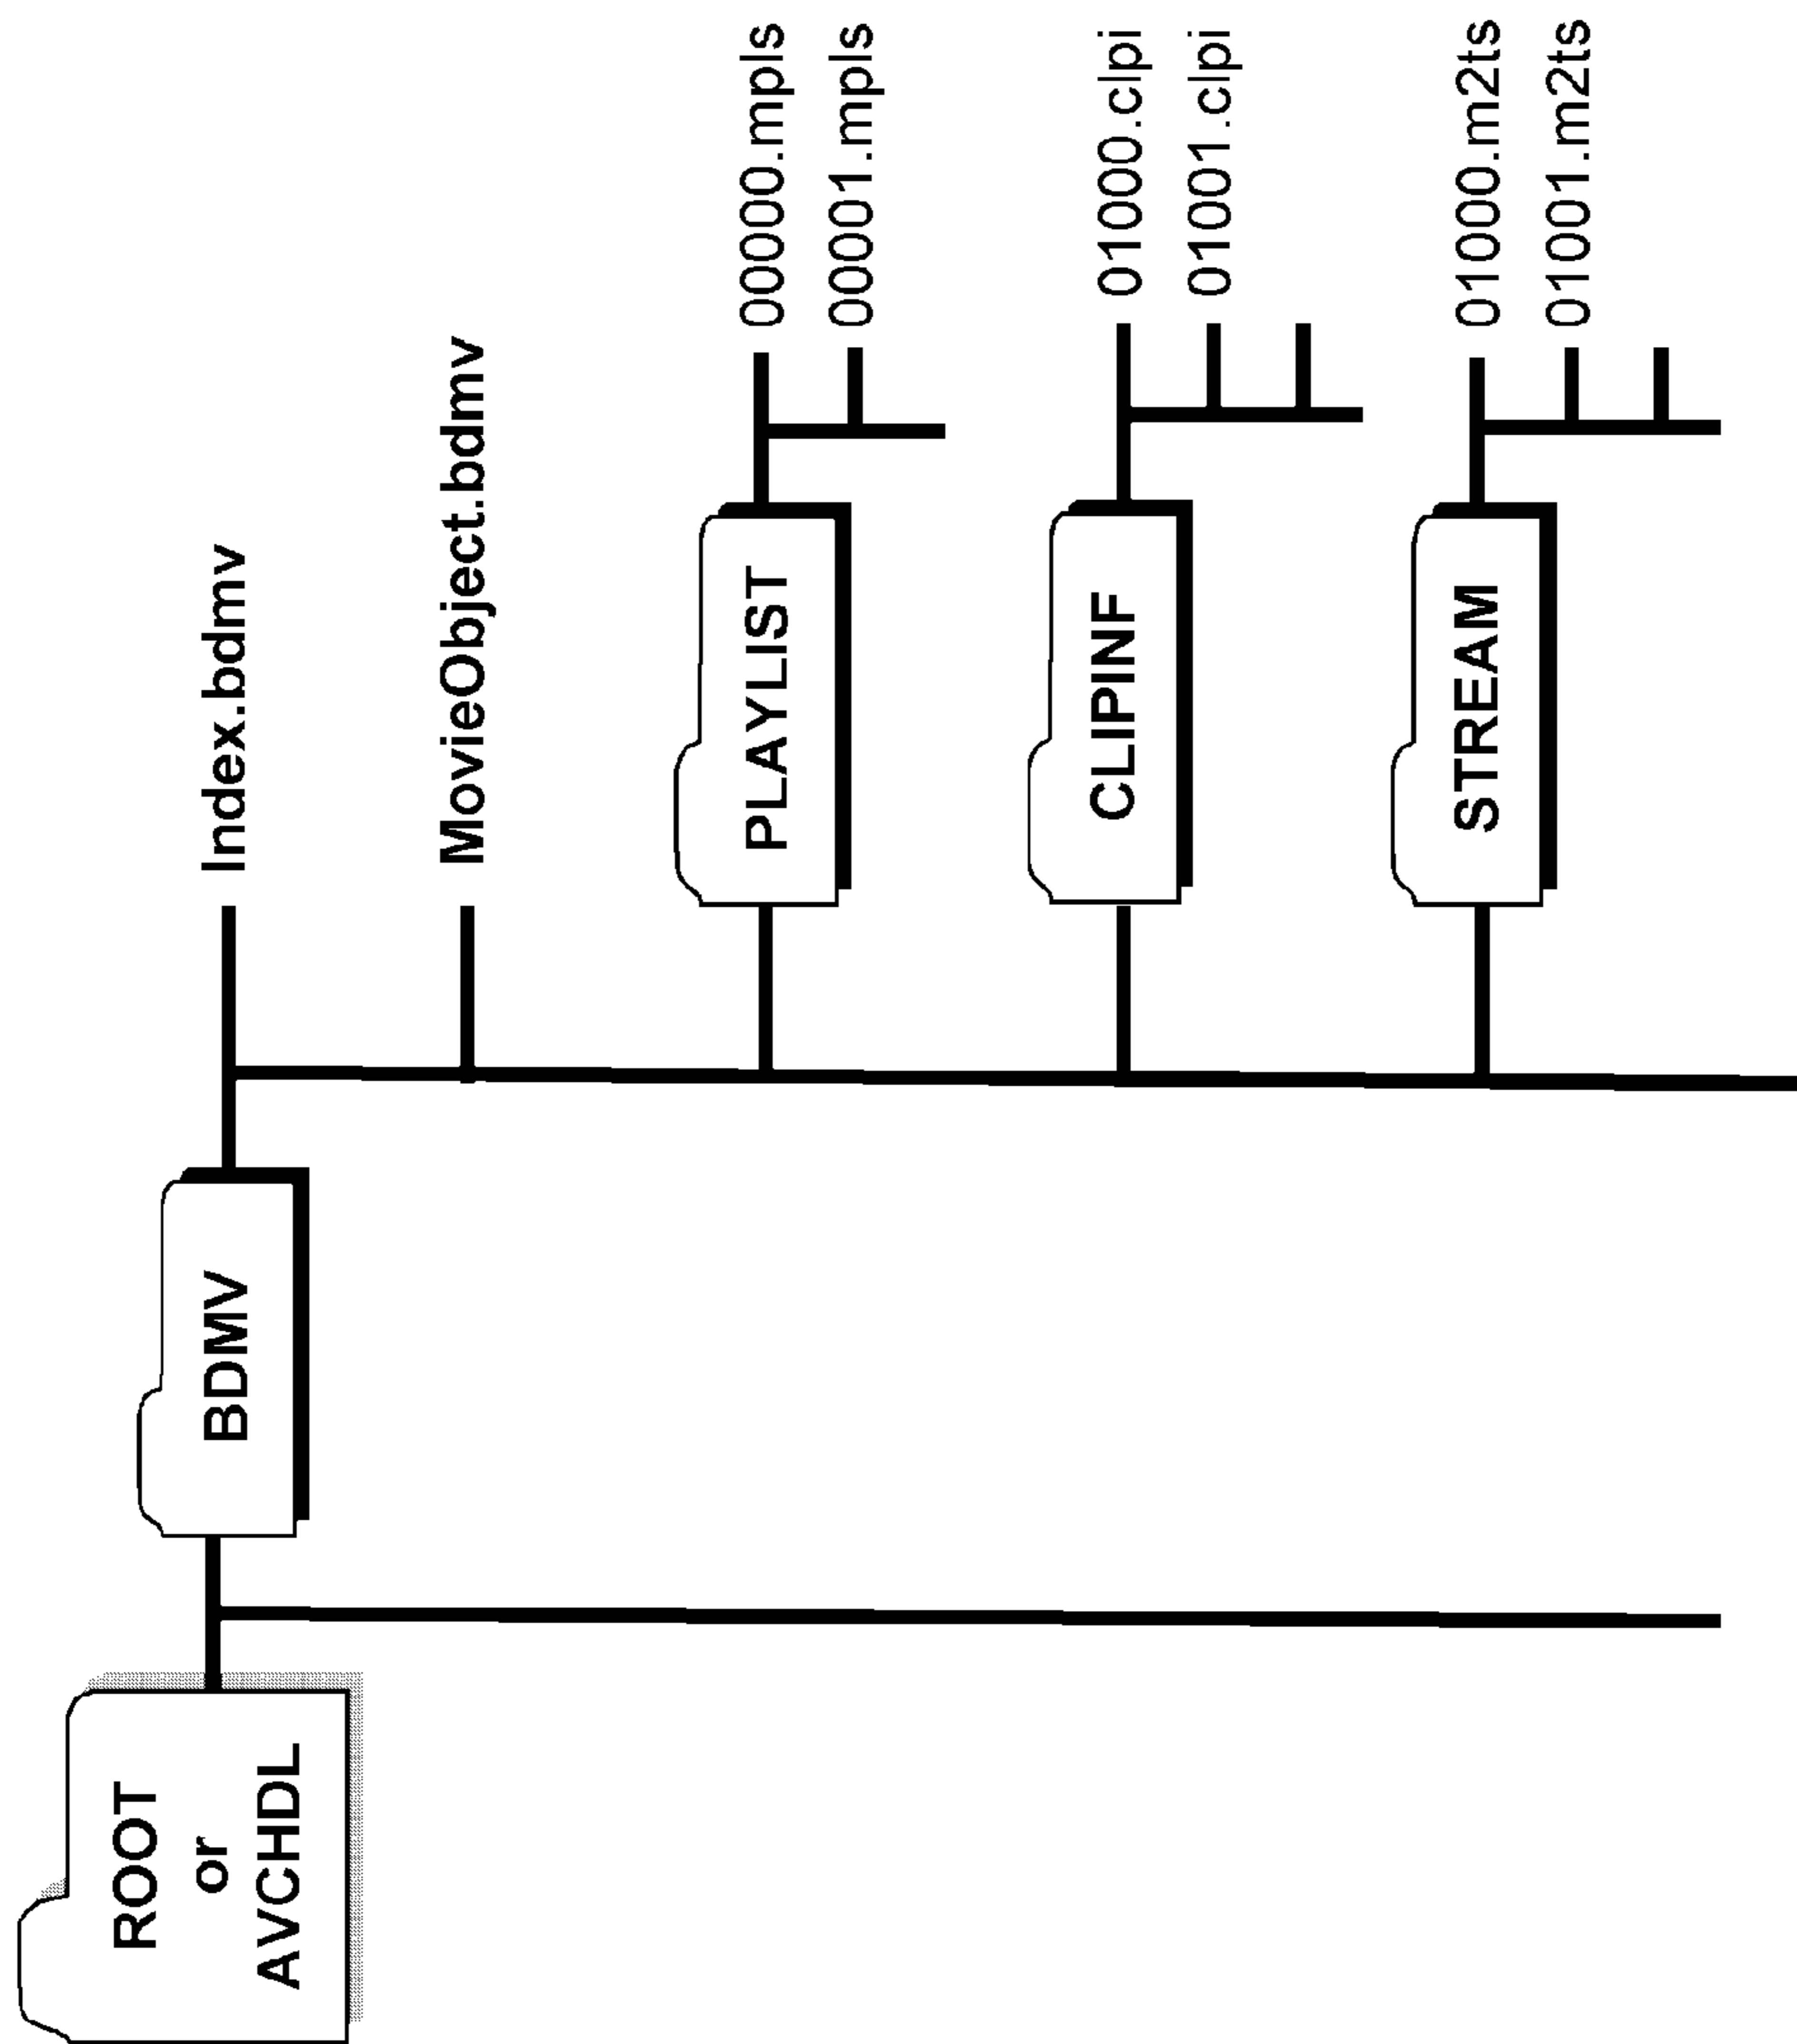 ROOT
or
AVCHDL
BDMV
Index.bdmv
MovieObject.bdmv
PLAYLIST
00000.mpls
00001.mpls
CLIPINF
01000.clpi
01001.clpi
STREAM
01000.m2ts
01001.m2ts